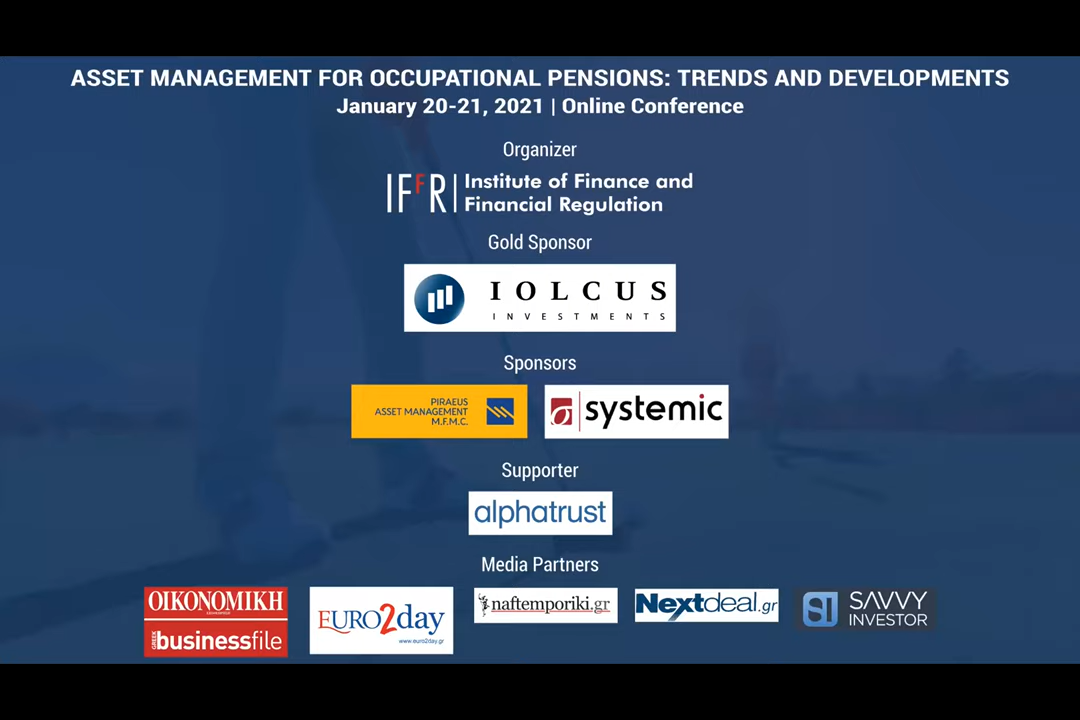 ASSET MANAGEMENT FOR OCCUPATIONAL PENSIONS: TRENDS AND DEVELOPMENTS
January 20-21, 2021 | Online Conference
Organizer
IFFR
Institute of Finance and
Financial Regulation
Gold Sponsor
IOLCUS
INVESTMENTS
Sponsors
PIRAEUS
ASSET MANAGEMENT
M.F.M.C.
systemic
Supporter
alphatrust
Media Partners
ΟΙΚΟΝΟΜΙΚΗ
GREEK businessfile
EURO2day
www.euro2day.gr
naftemporiki.gr
Nextdeal.gr
SAVVY
INVESTOR